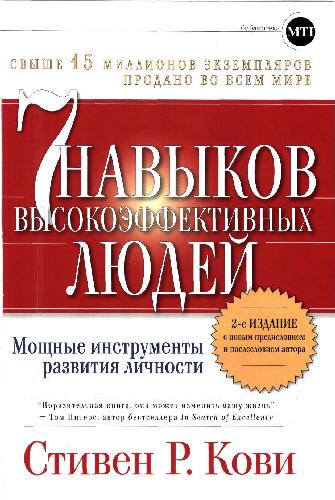 библиотека MTI
СВЫШЕ 15 МИЛЛИОНОВ ЭКЗЕМПЛЯРОВ
ПРОДАНО ВО ВСЕМ МИРЕ
7 НАВЫКОВ
ВЫСОКОЭФФЕКТИВНЫХ
ЛЮДЕЙ
2-е ИЗДАНИЕ
с новым предисловием
и послесловием автора
Мощные инструменты
развития личности
"Поразительная книга, она может изменить вашу жизнь"
– Том Питерс, автор бестселлера In Search of Excellence
Стивен Р. Кови